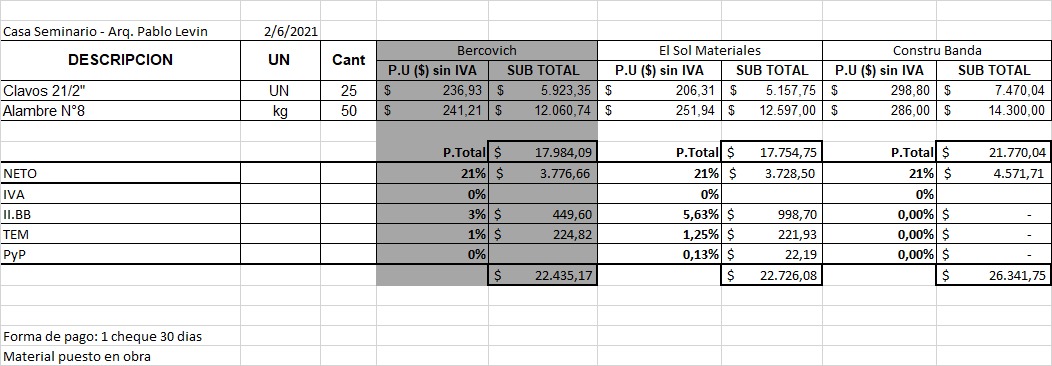 Casa Seminario - Arq. Pablo Levin 2/6/2021
DESCRIPCION UN Cant Bercovich El Sol Materiales Constru Banda
P.U ($) sin IVA SUB TOTAL P.U ($) sin IVA SUB TOTAL P.U ($) sin IVA SUB TOTAL
Clavos 21/2" UN 25 $ 236,93 $ 5.923,35 $ 206,31 $ 5.157,75 $ 298,80 $ 7.470,04
Alambre N°8 kg 50 $ 241,21 $ 12.060,74 $ 251,94 $ 12.597,00 $ 286,00 $ 14.300,00
P.Total $ 17.984,09 P.Total $ 17.754,75 P.Total $ 21.770,04
NETO 21% $ 3.776,66 21% $ 3.728,50 21% $ 4.571,71
IVA 0% 0% 0%
II.BB 3% $ 449,60 5,63% $ 998,70 0,00% $ -
TEM 1% $ 224,82 1,25% $ 221,93 0,00% $ -
PyP 0% 0,13% $ 22,19 0,00% $ -
$ 22.435,17 $ 22.726,08 $ 26.341,75
Forma de pago: 1 cheque 30 dias
Material puesto en obra